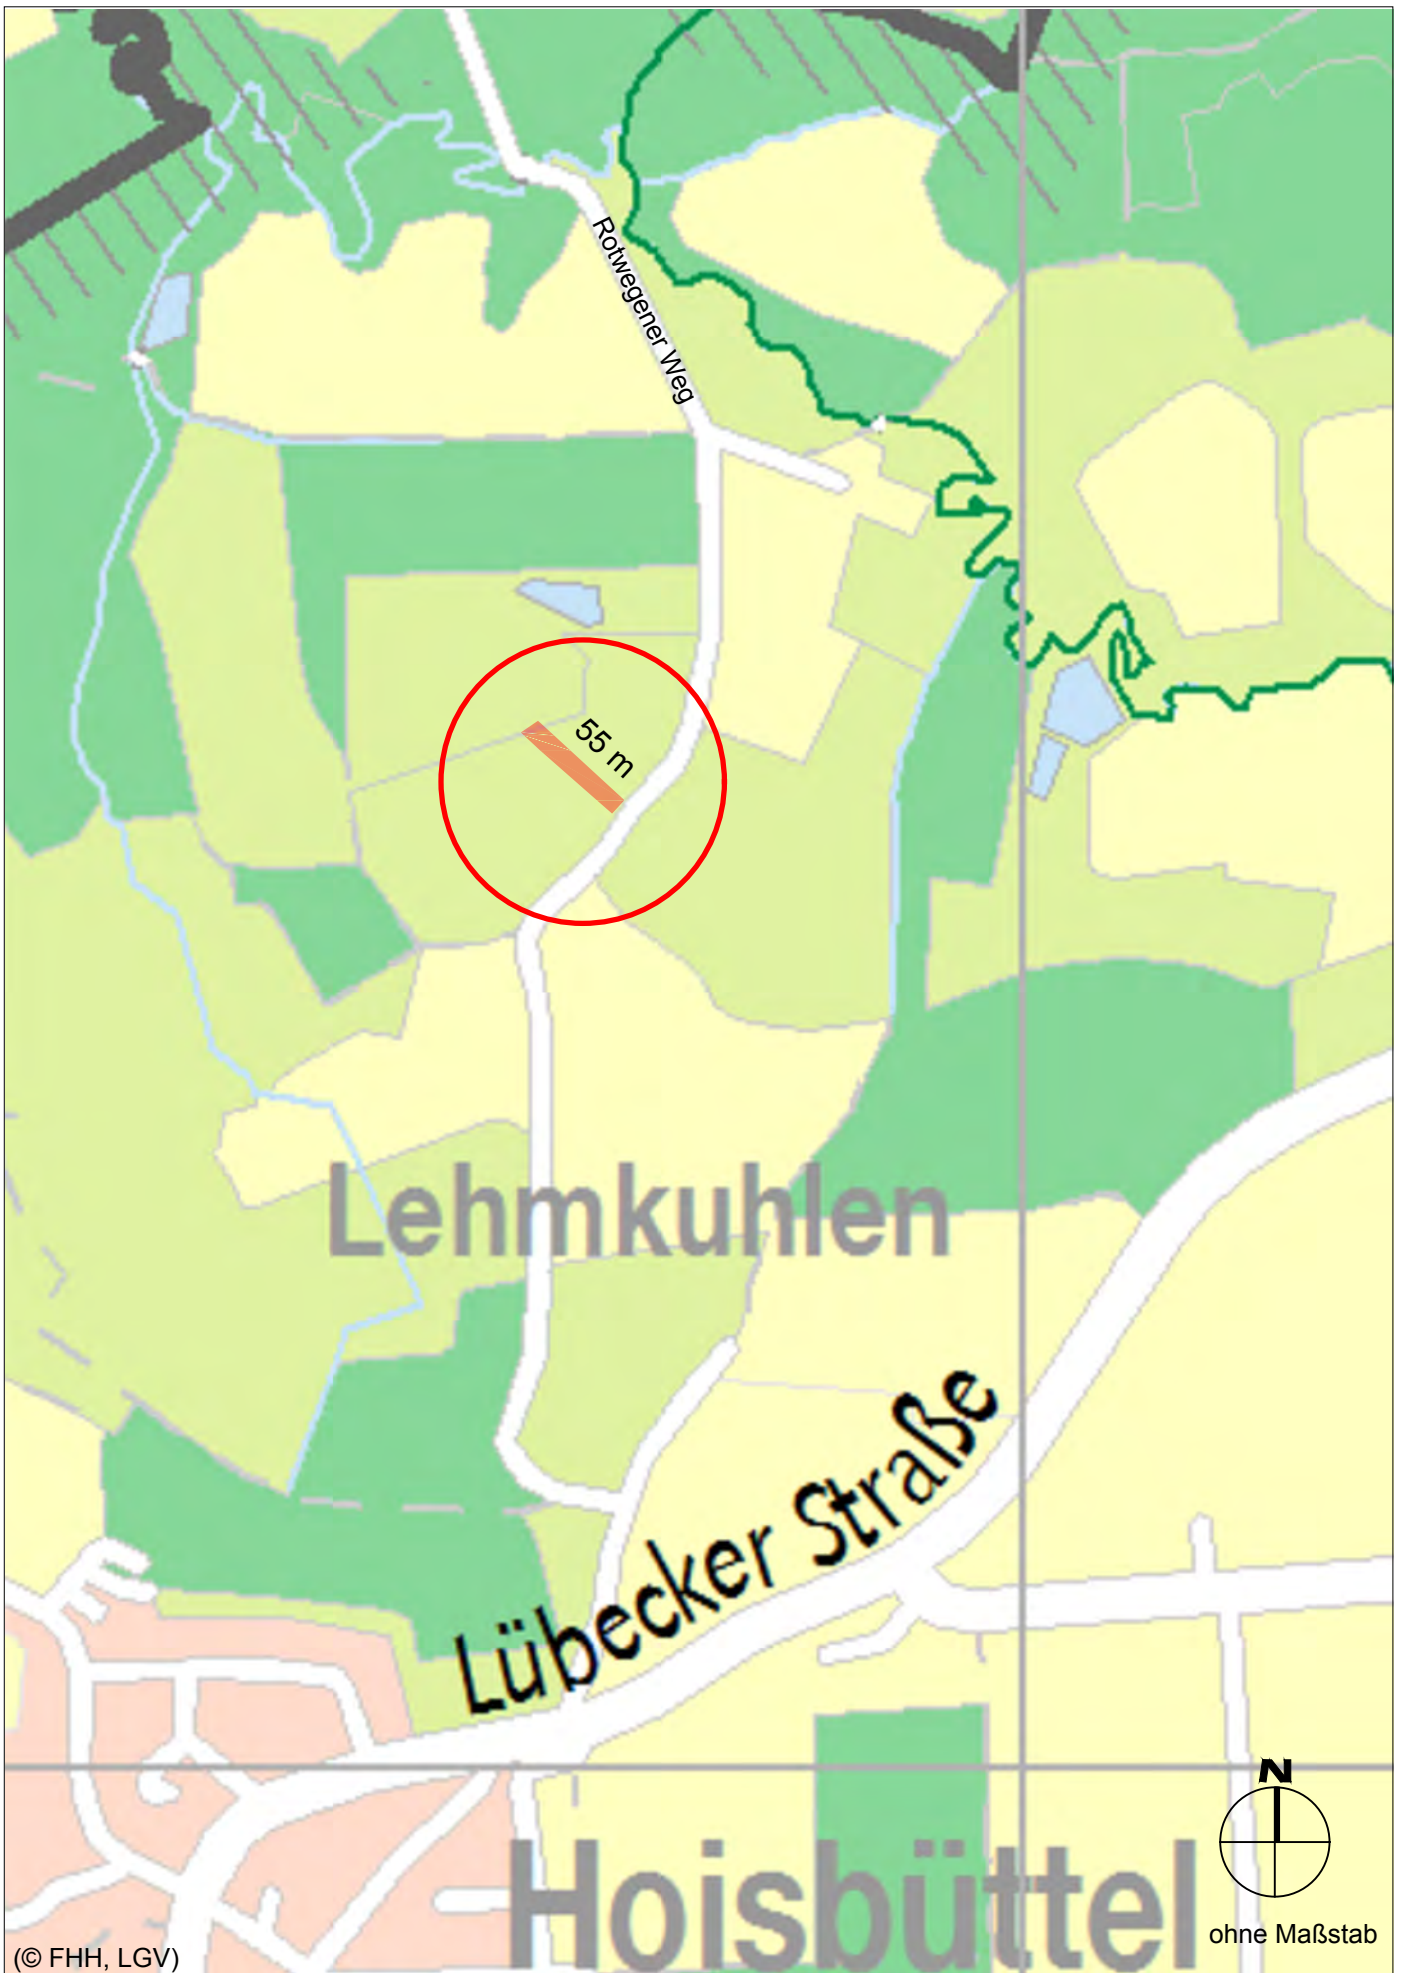 Rotwegener Weg
55 m
Lehmkuhlen
Lübecker Straße
N
Hoisbüttel
ohne Maßstab
(© FHH, LGV)